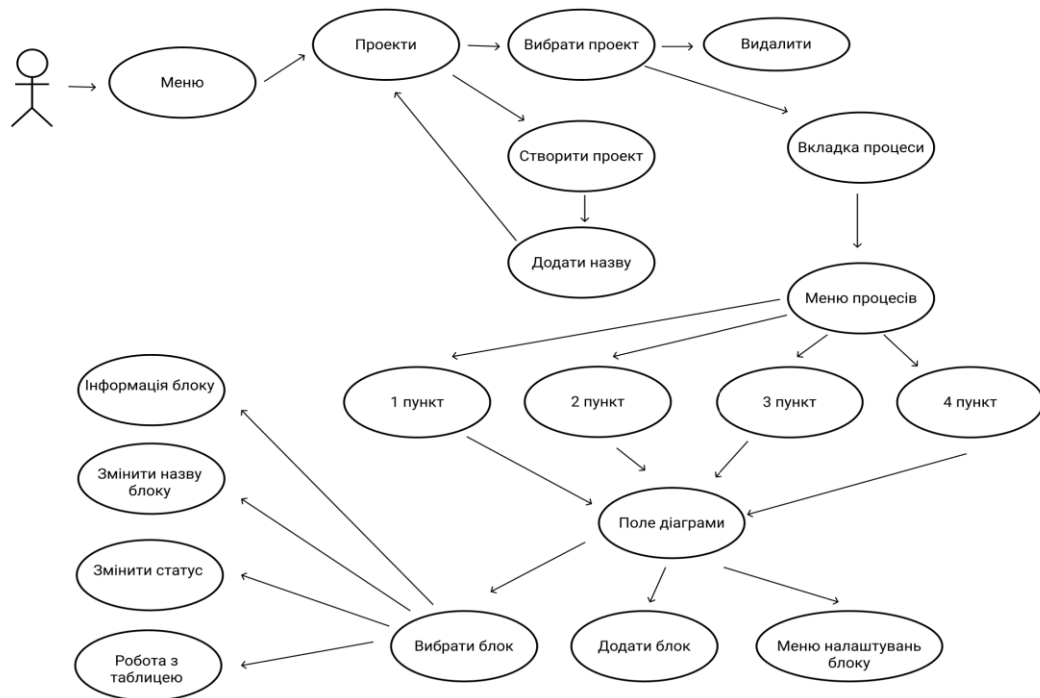 Проекти
Вибрати проект
Видалити
Меню
Створити проект
Вкладка процеси
Додати назву
Меню процесів
Інформація блоку
1 пункт
2 пункт
3 пункт
4 пункт
Змінити назву
блоку
Поле діаграми
Змінити статус
Вибрати блок
Додати блок
Меню налаштувань
блоку
Робота з
таблицею